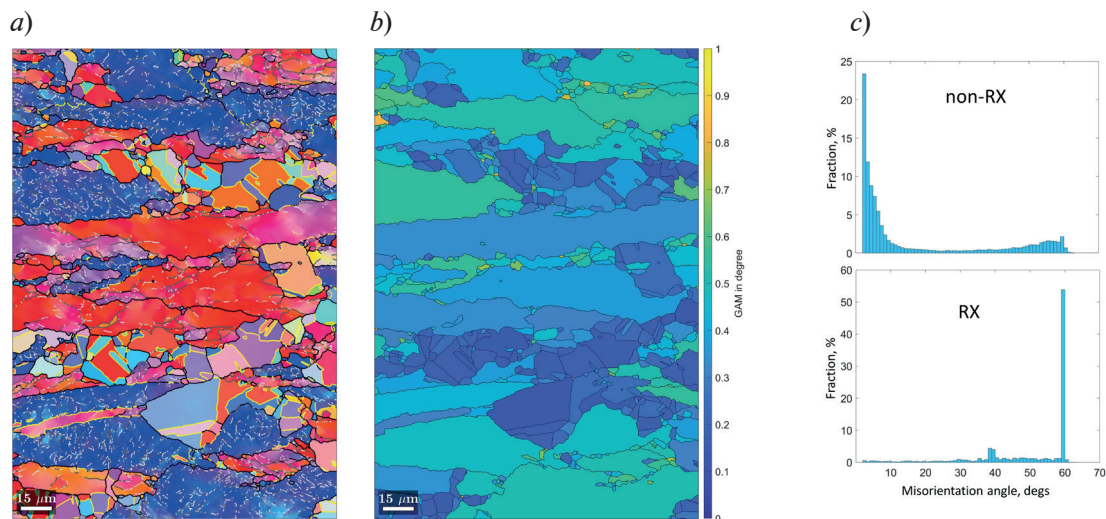 a)
b)
c)
15 μm
15 μm
1
0.9
0.8
0.7
0.6
0.5
0.4
0.3
0.2
0.1
0
GAM in degree
25
20
15
10
5
0
Fraction, %
non-RX
60
50
40
30
20
10
0
Fraction, %
RX
10 20 30 40 50 60 70
Misorientation angle, degs